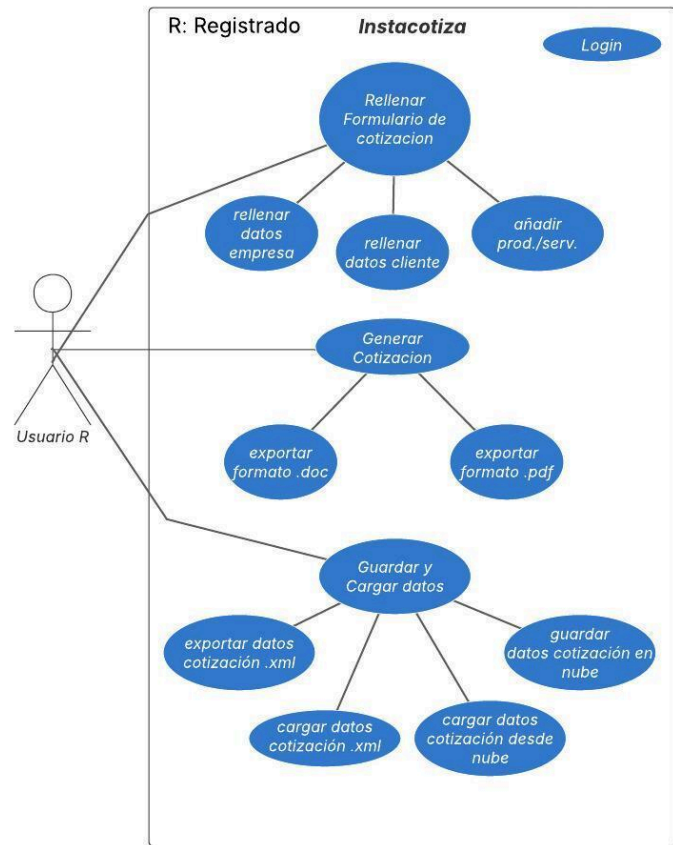 R: Registrado
Instacotiza
Login
Rellenar
Formulario de
cotizacion
rellenar
datos
empresa
rellenar
datos cliente
añadir
prod./serv.
Generar
Cotizacion
Usuario R
exportar
formato .doc
exportar
formato .pdf
Guardar y
Cargar datos
exportar datos
cotización .xml
guardar
datos cotización en
nube
cargar datos
cotización .xml
cargar datos
cotización desde
nube